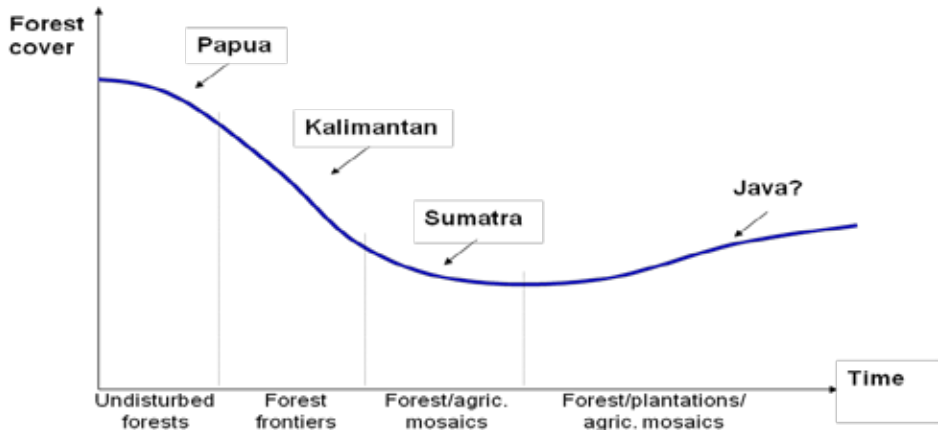 Forest
cover
Papua
Kalimantan
Sumatra
Java?
Time
Undisturbed
forests
Forest
frontiers
Forest/agric.
mosaics
Forest/plantations/
agric. mosaics